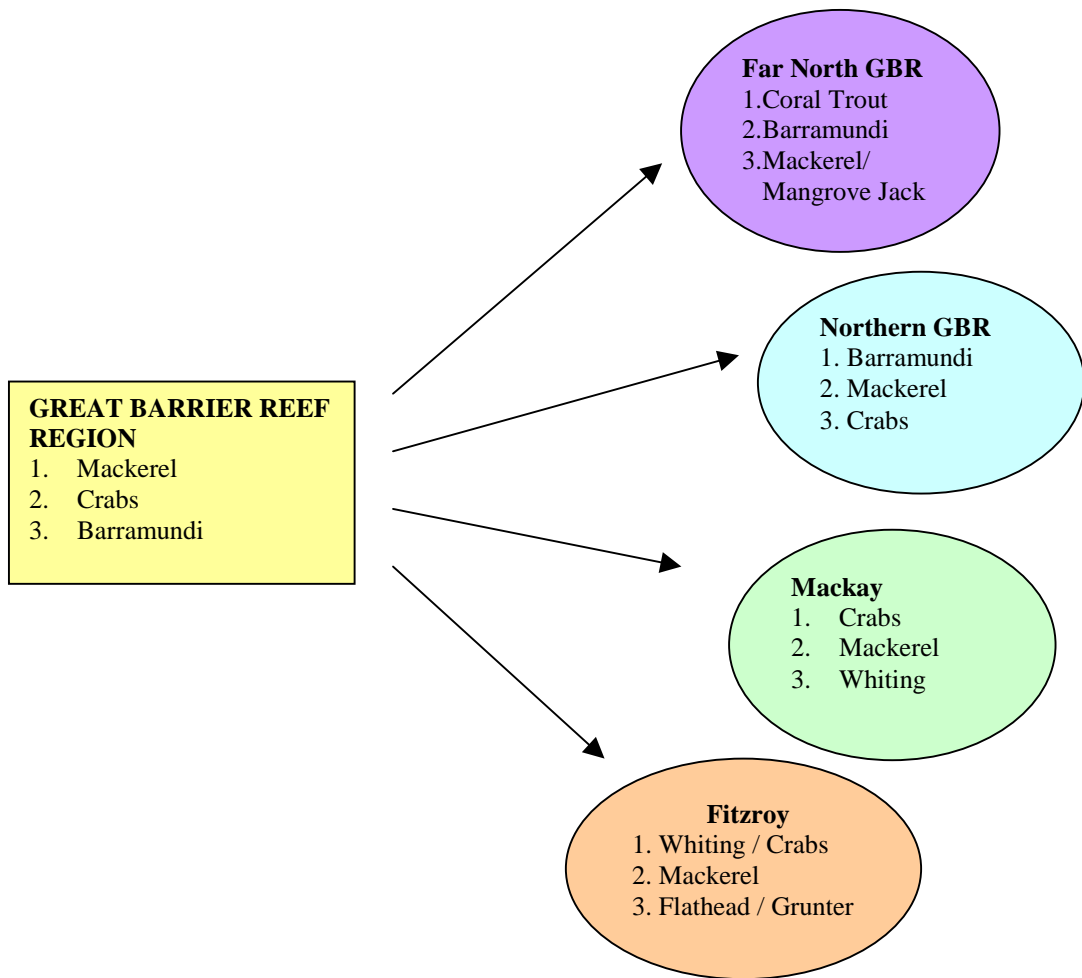 Far North GBR
1.Coral Trout
2.Barramundi
3.Mackerel/
Mangrove Jack
Northern GBR
1. Barramundi
2. Mackerel
3. Crabs
GREAT BARRIER REEF
REGION
1. Mackerel
2. Crabs
3. Barramundi
Mackay
1. Crabs
2. Mackerel
3. Whiting
Fitzroy
1. Whiting / Crabs
2. Mackerel
3. Flathead / Grunter